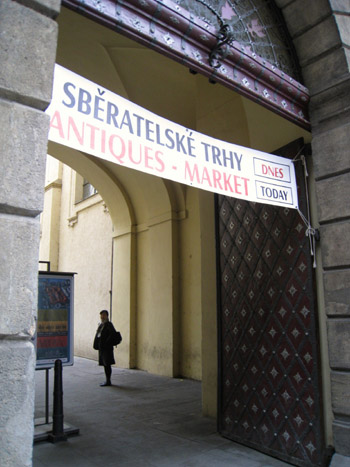 SBĚRATELSKÉ TRHY
DNES
ANTIQUES - MARKET
TODAY